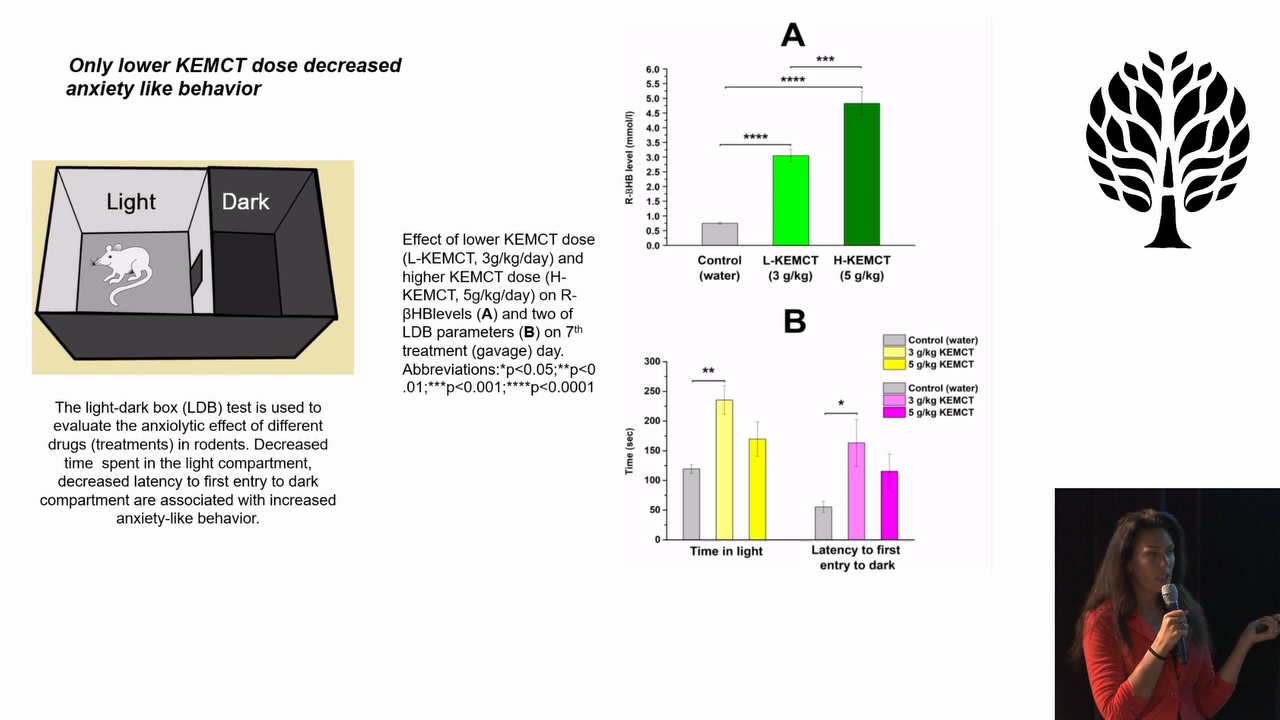 Only lower KEMCT dose decreased
anxiety like behavior
Light
Dark
The light-dark box (LDB) test is used to
evaluate the anxiolytic effect of different
drugs (treatments) in rodents. Decreased
time spent in the light compartment,
decreased latency to first entry to dark
compartment are associated with increased
anxiety-like behavior.
Effect of lower KEMCT dose
(L-KEMCT, 3g/kg/day) and
higher KEMCT dose (H-
KEMCT, 5g/kg/day) on R-
βHBlevels (A) and two of
LDB parameters (B) on 7th
treatment (gavage) day.
Abbreviations:*p<0.05;**p<0
.01;***p<0.001;****p<0.0001
A
***
****
****
R-βHB level (mmol/l)
6.0
5.5
5.0
4.5
4.0
3.5
3.0
2.5
2.0
1.5
1.0
0.5
0.0
Control
(water)
L-KEMCT
(3 g/kg)
H-KEMCT
(5 g/kg)
B
Control (water)
3 g/kg KEMCT
5 g/kg KEMCT
Control (water)
3 g/kg KEMCT
5 g/kg KEMCT
**
*
Time (sec)
300
250
200
150
100
50
0
Time in light
Latency to first
entry to dark